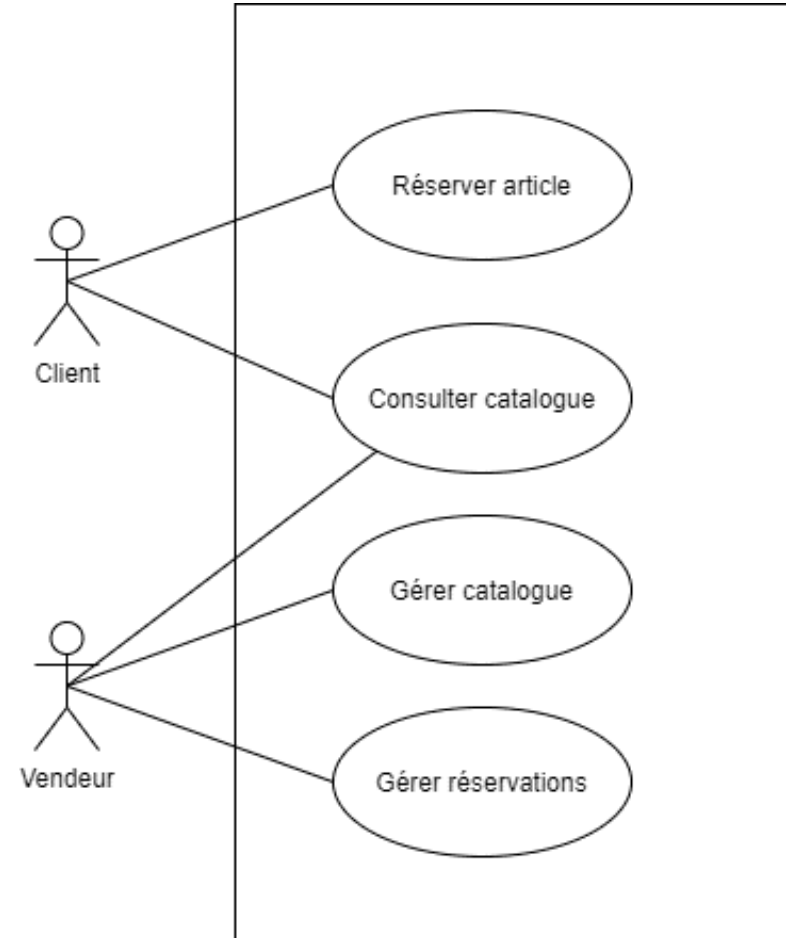 Réserver article
Client
Consulter catalogue
Gérer catalogue
Vendeur
Gérer réservations